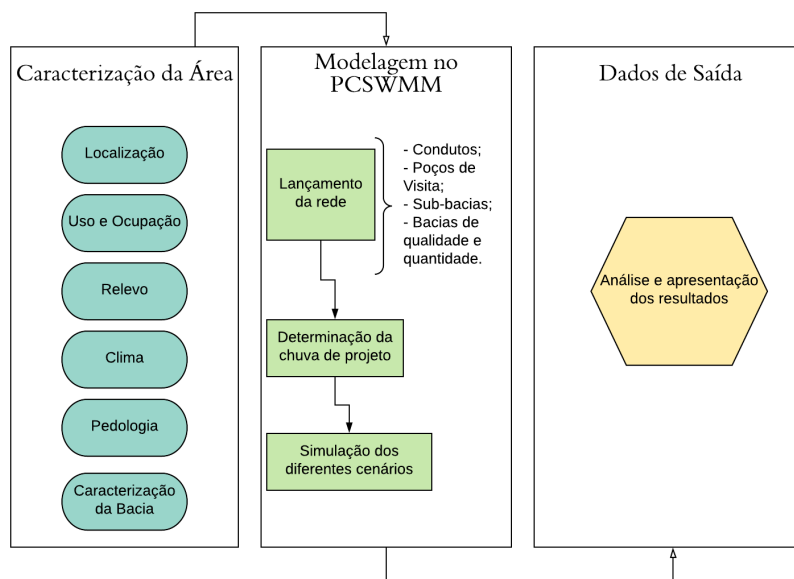 Caracterização da Área
Localização
Uso e Ocupação
Relevo
Clima
Pedologia
Caracterização
da Bacia
Modelagem no
PCSWMM
Lançamento
da rede
- Condutos;
- Poços de
Visita;
- Sub-bacias;
- Bacias de
qualidade e
quantidade.
Determinação da
chuva de projeto
Simulação dos
diferentes cenários
Dados de Saída
Análise e apresentação
dos resultados